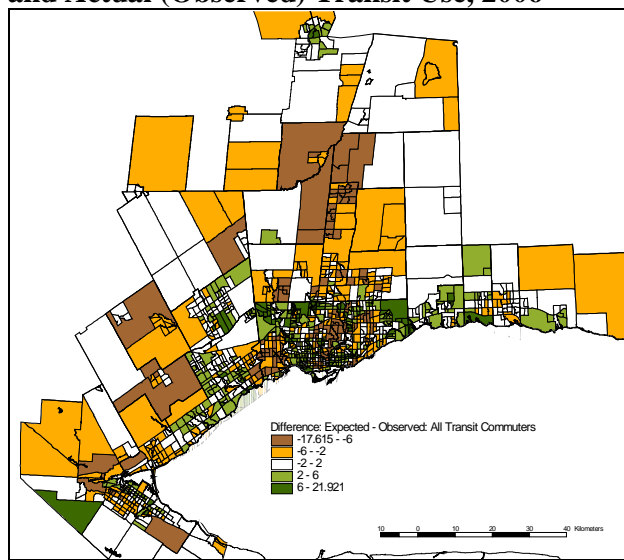 and Actual (Observed) Transit Use, 2006
Difference: Expected - Observed: All Transit Commuters
-17.615 - -6
-6 - -2
-2 - 2
2 - 6
6 - 21.921
10 0 10 20 30 40 Kilometers